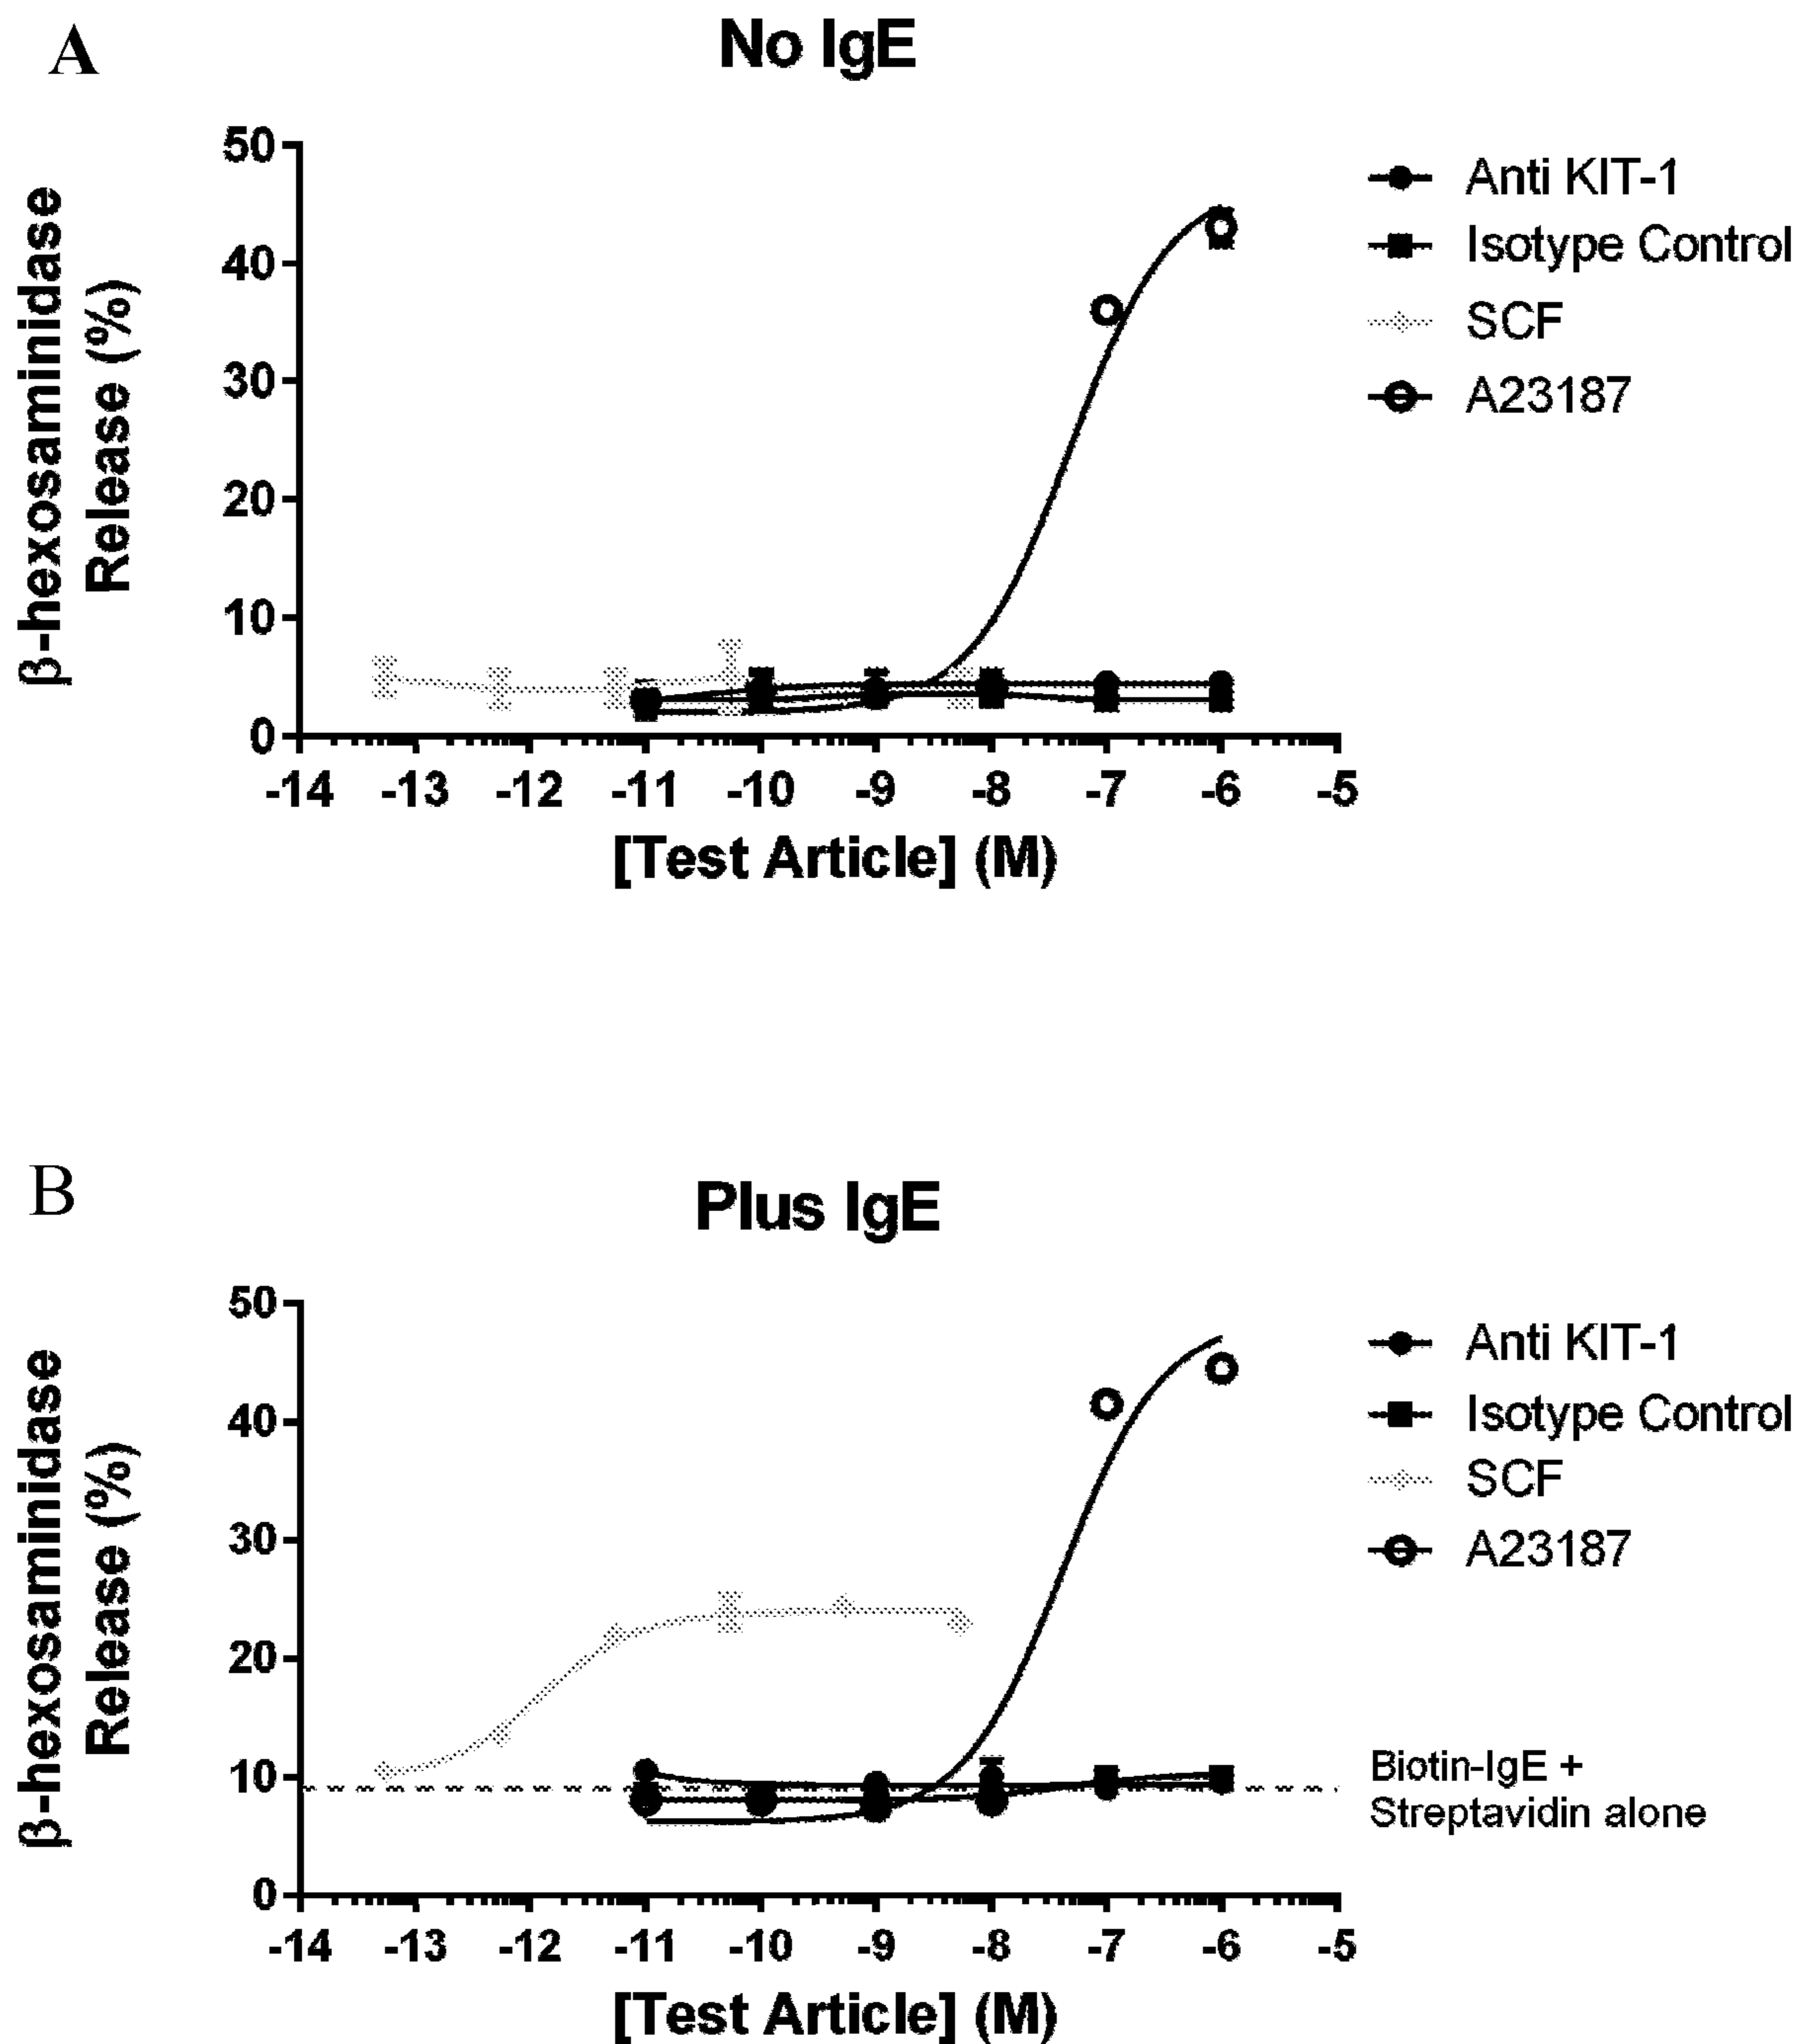 A
No IgE
β-hexosaminidase
Release (%)
50
40
30
20
10
0
-14 -13 -12 -11 -10 -9 -8 -7 -6 -5
[Test Article] (M)
Anti KIT-1
Isotype Control
SCF
A23187
B
Plus IgE
β-hexosaminidase
Release (%)
50
40
30
20
10
0
-14 -13 -12 -11 -10 -9 -8 -7 -6 -5
[Test Article] (M)
Anti KIT-1
Isotype Control
SCF
A23187
Biotin-IgE +
Streptavidin alone